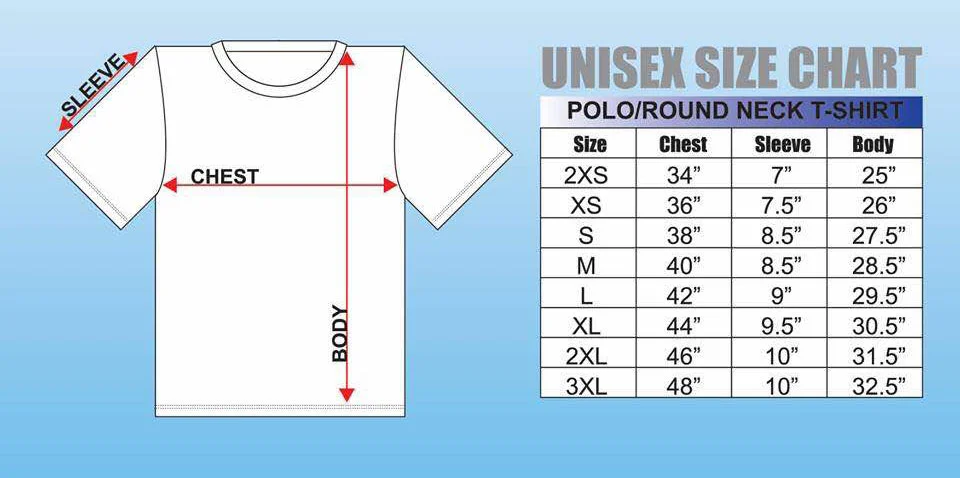 SLEEVE
CHEST
BODY
UNISEX SIZE CHART
POLO/ROUND NECK T-SHIRT
Size Chest Sleeve Body
2XS 34” 7” 25”
XS 36” 7.5” 26”
S 38” 8.5” 27.5”
M 40” 8.5” 28.5”
L 42” 9” 29.5”
XL 44” 9.5” 30.5”
2XL 46” 10” 31.5”
3XL 48” 10” 32.5”